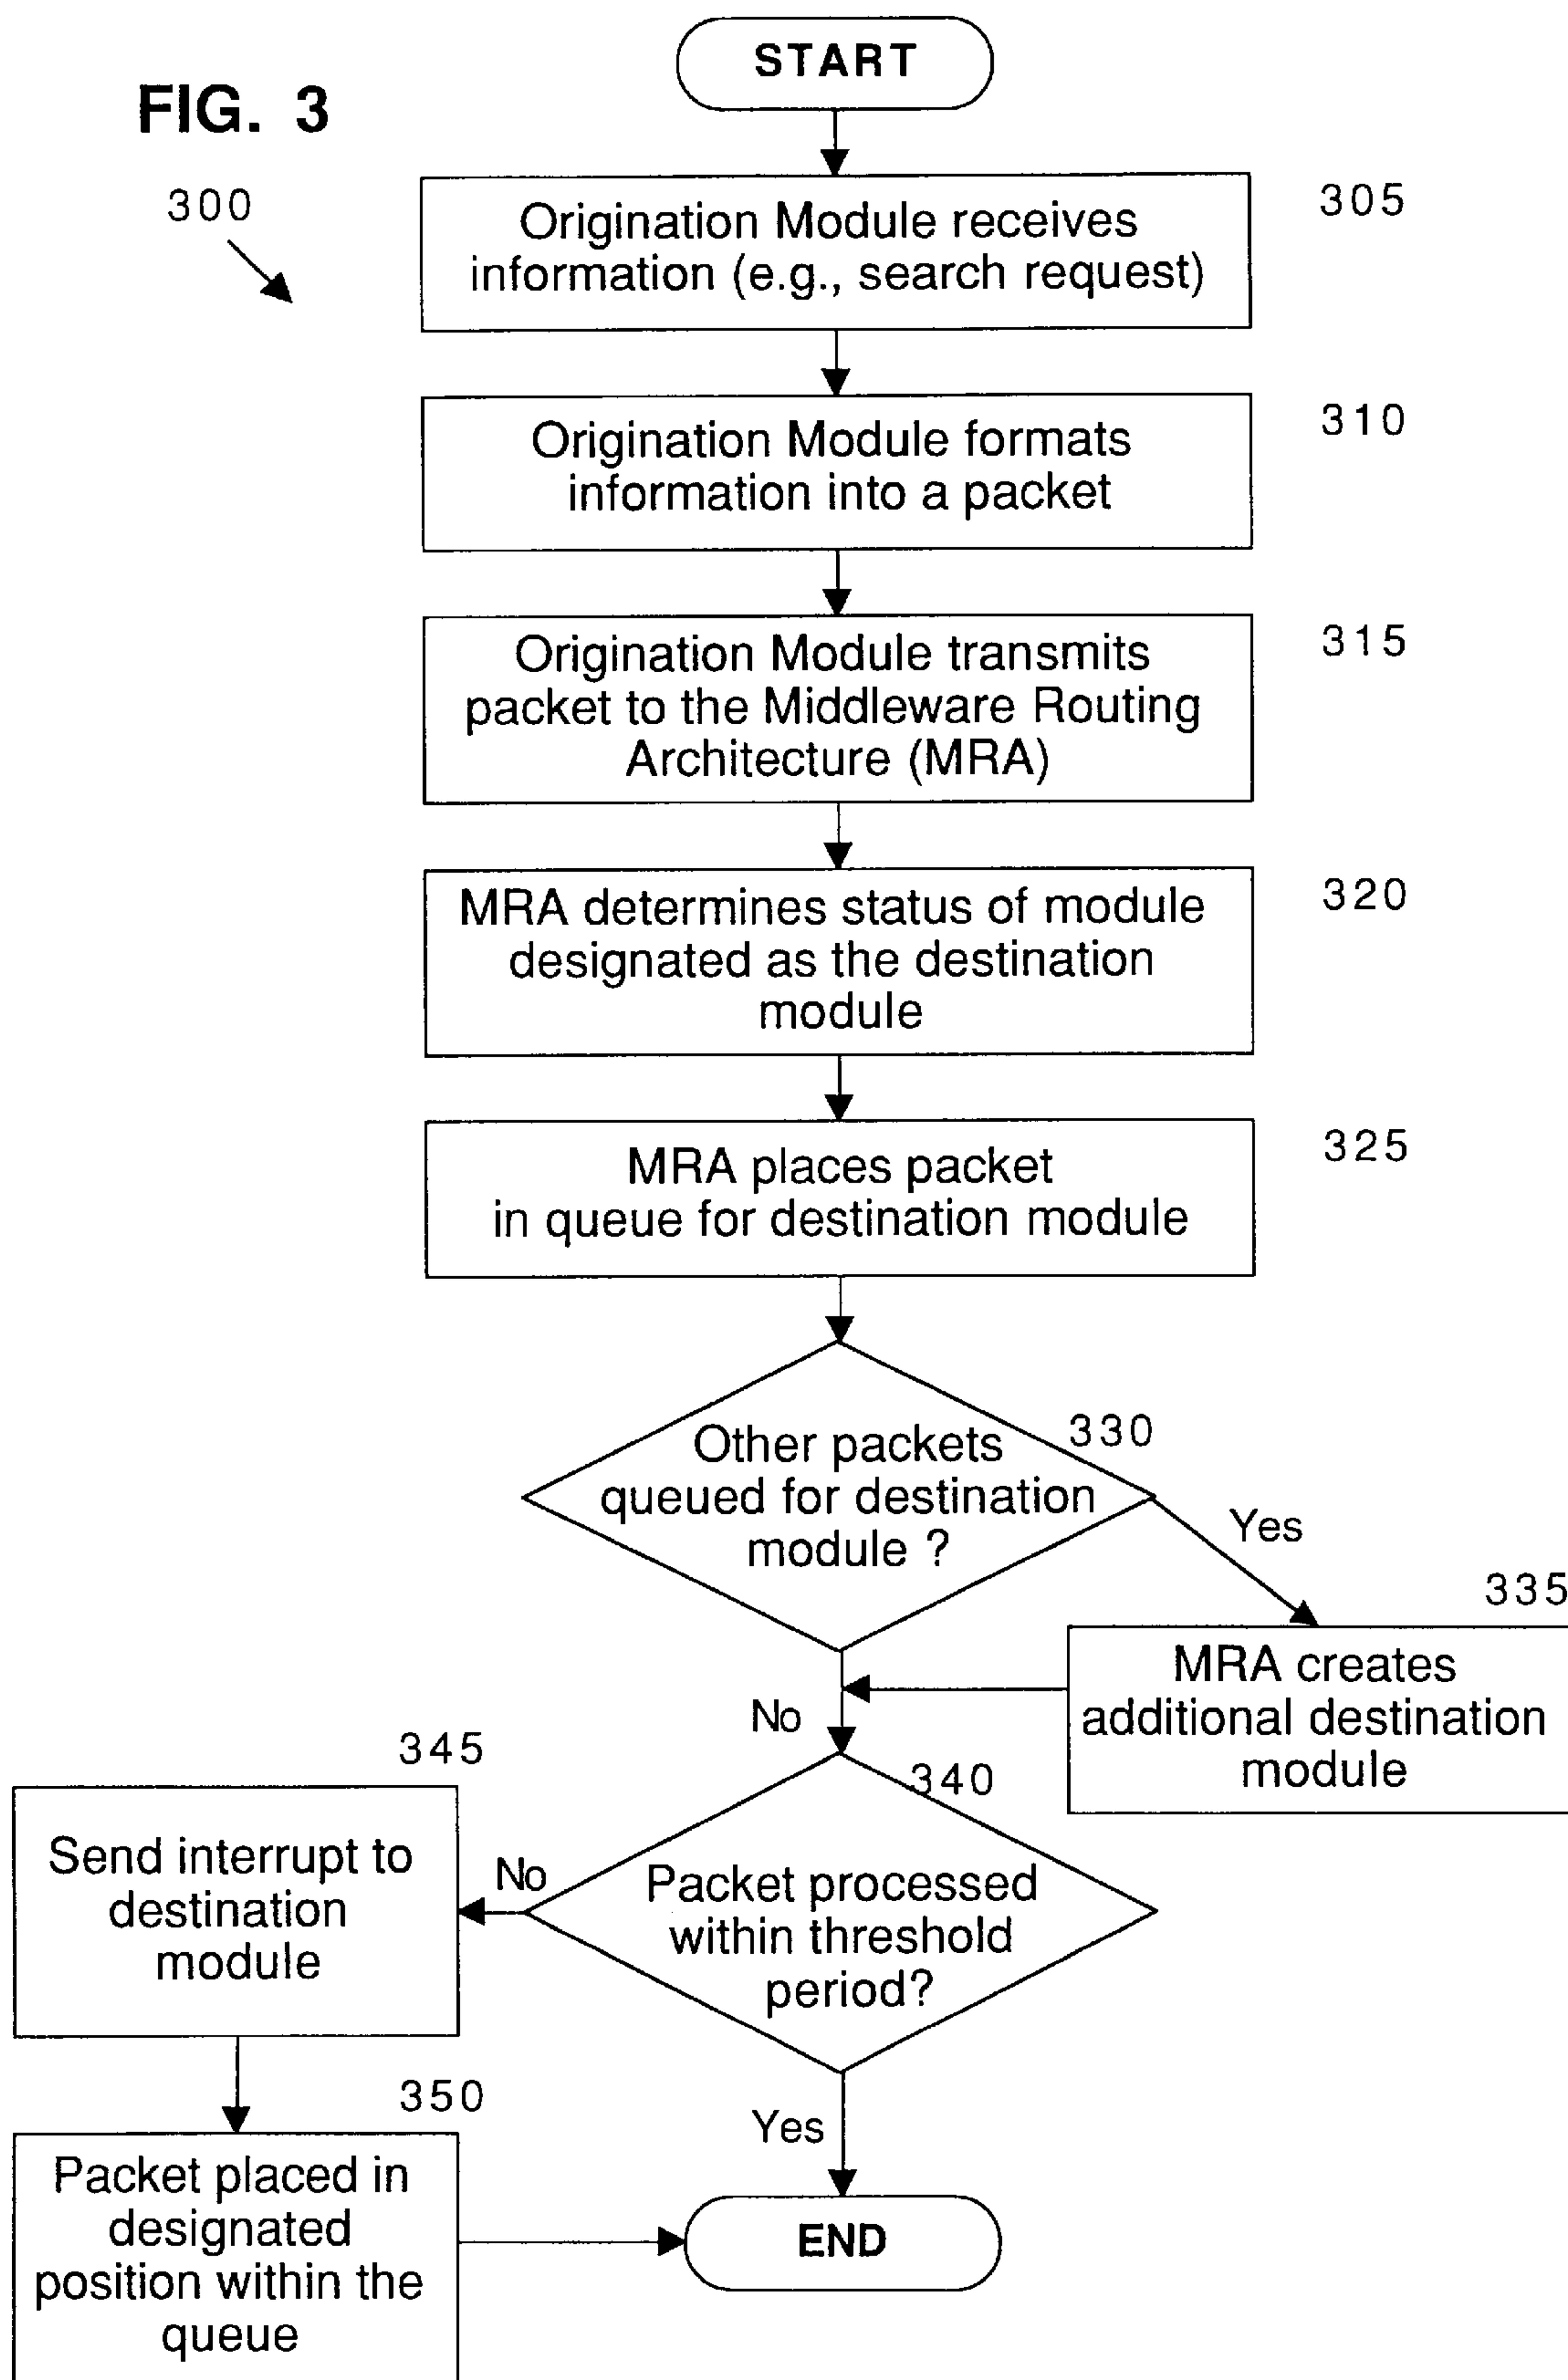 START
FIG. 3
300
305
Origination Module receives
information (e.g., search request)
310
Origination Module formats
information into a packet
315
Origination Module transmits
packet to the Middleware Routing
Architecture (MRA)
320
MRA determines status of module
designated as the destination
module
325
MRA places packet
in queue for destination module
330
Other packets
queued for destination
module ?
Yes
335
MRA creates
additional destination
module
No
340
Packet processed
within threshold
period?
No
345
Send interrupt to
destination
module
350
Packet placed in
designated
position within the
queue
Yes
END